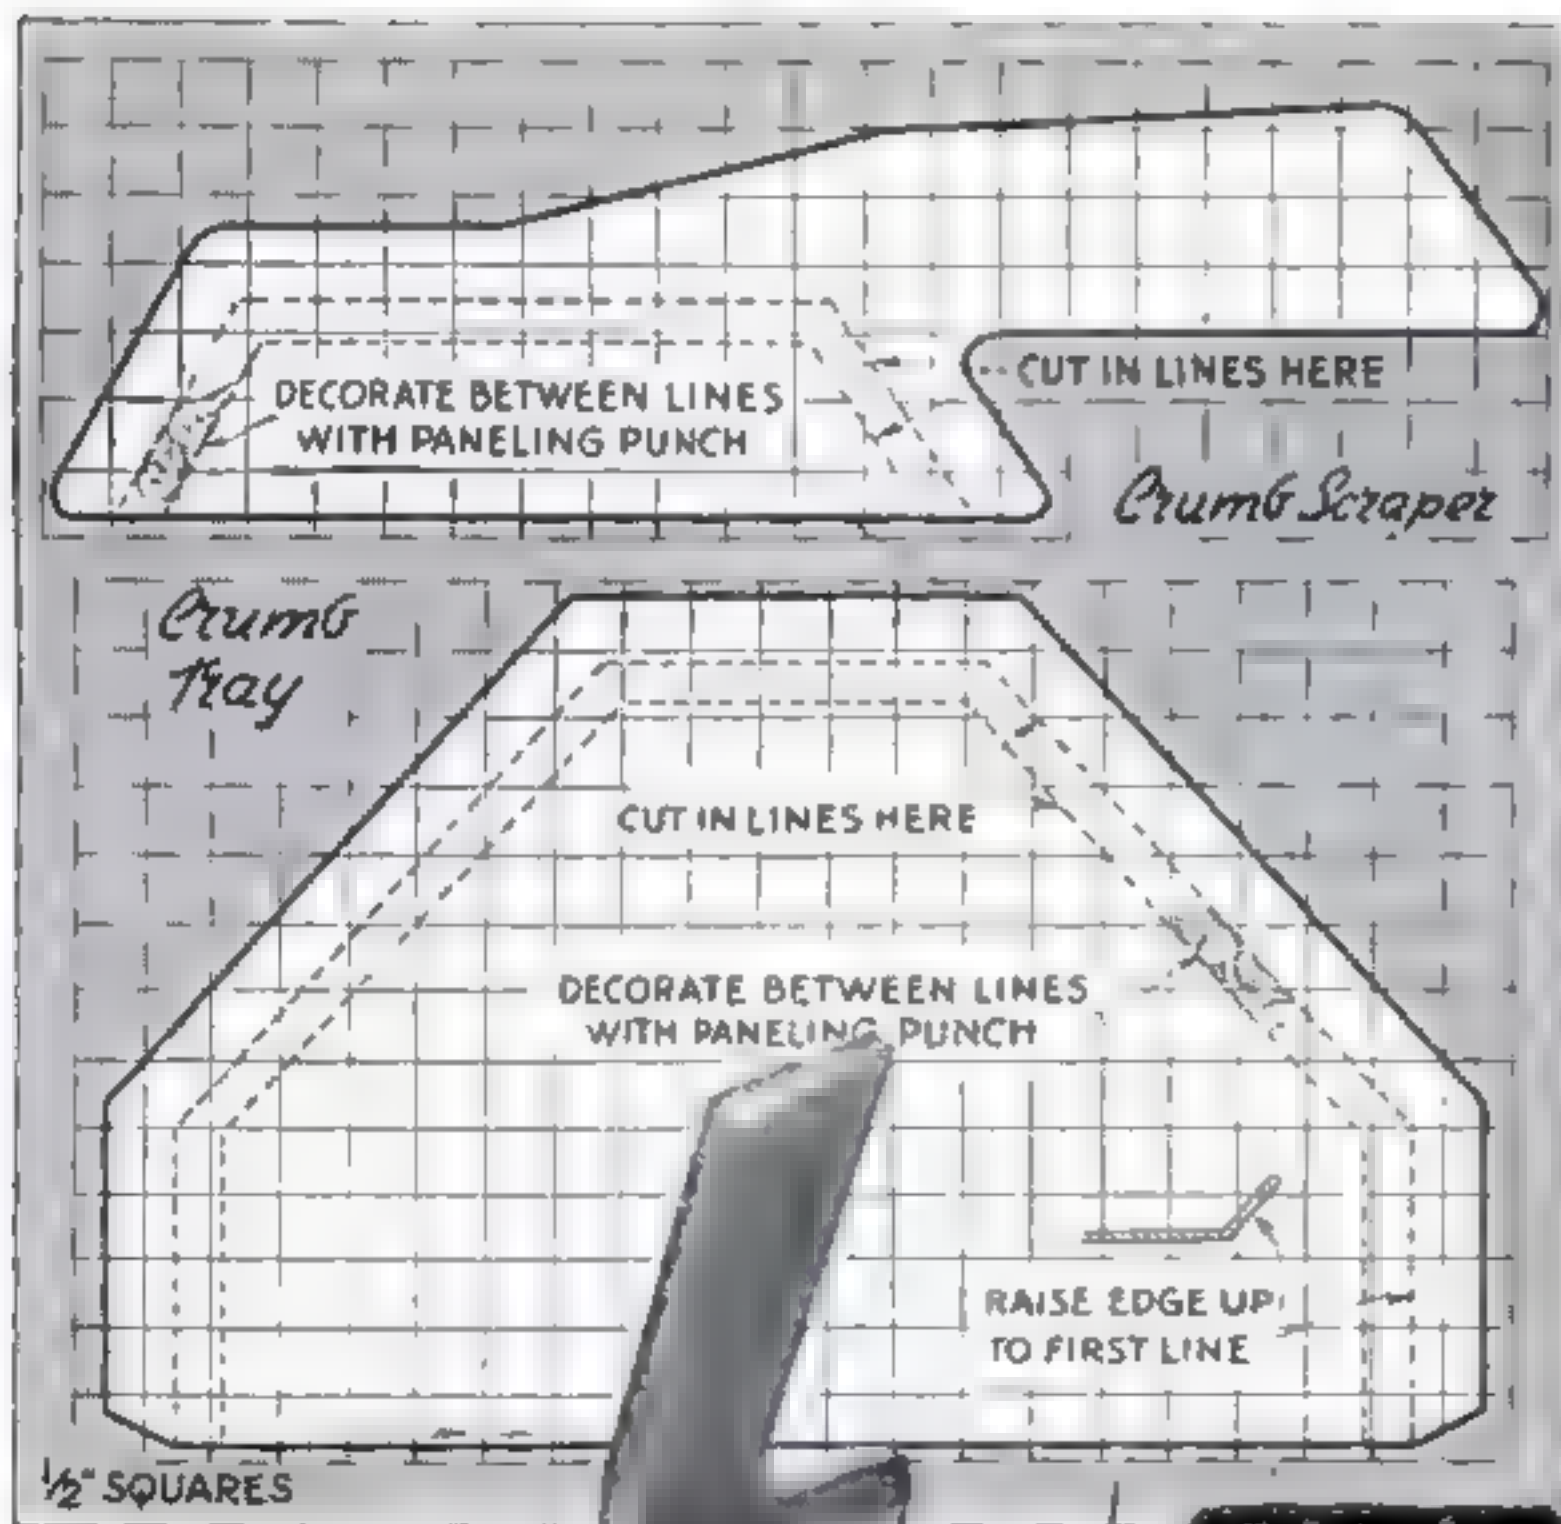 DECORATE BETWEEN LINES
WITH PANELING PUNCH
CUT IN LINES HERE
Crumb Scraper
Crumb
Tray
CUT IN LINES HERE
DECORATE BETWEEN LINES
WITH PANELING PUNCH
RAISE EDGE UP
TO FIRST LINE
1/2" SQUARES